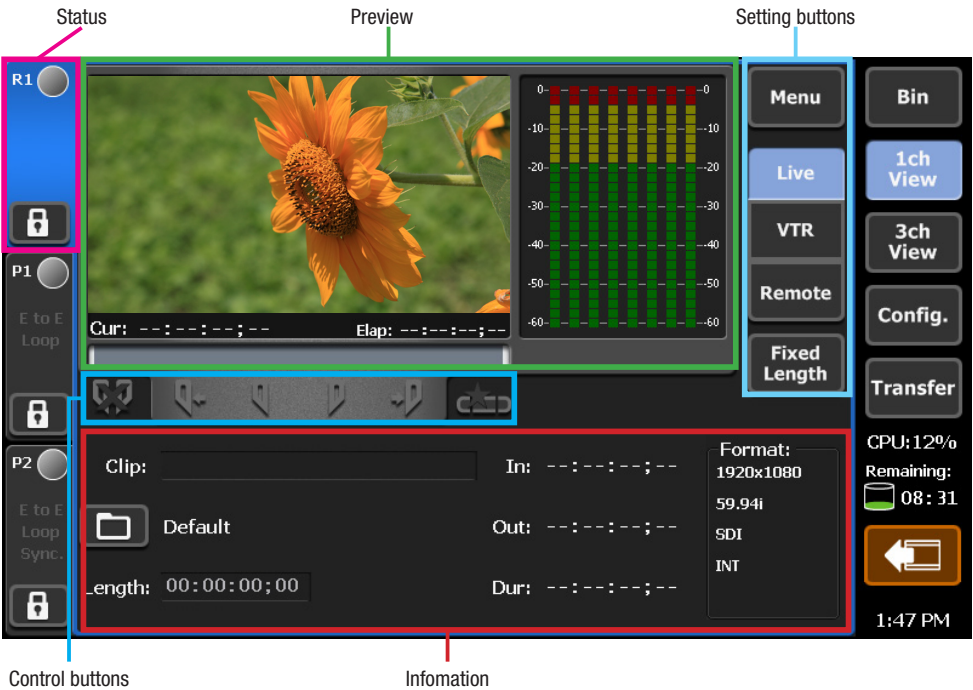 Status
Preview
Setting buttons
R1
0
-10
-20
-30
-40
-50
-60
-0
-10
-20
-30
-40
-50
-60
Cur: --:--:--;--
Elap: --:--:--;--
Menu
Live
VTR
Remote
Fixed
Length
Bin
1ch
View
3ch
View
Config.
Transfer
CPU:12%
Remaining:
08:31
1:47 PM
P1
E to E
Loop
P2
E to E
Loop
Sync.
Clip:
Default
Length: 00:00:00;00
In: --:--:--;--
Out: --:--:--;--
Dur: --:--:--;--
Format:
1920x1080
59.94i
SDI
INT
Control buttons
Infomation